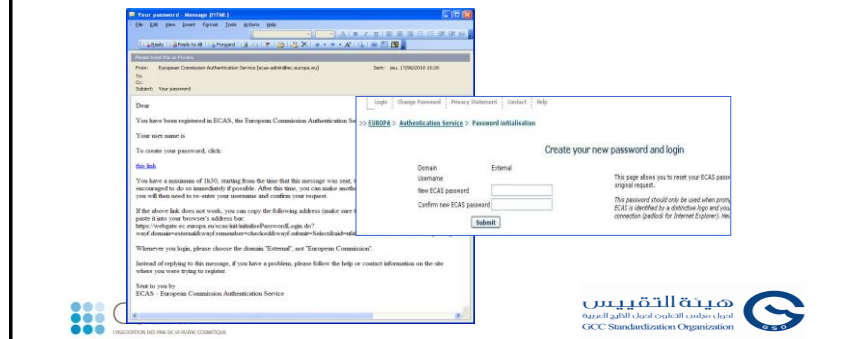 Your password - Message (HTML)
File Edit View Insert Format Tools Actions Help
Reply Reply to All Forward
Please treat this as Private.
From: European Commission Authentication Service [ecas-admin@ec.europa.eu] Sent: jeu. 17/06/2010 10:26
To:
Cc:
Subject: Your password
Dear
You have been registered in ECAS, the European Commission Authentication Se
Your user name is
To create your password, click:
this link
You have a maximum of 1h30, starting from the time that this message was sent, t
encouraged to do so immediately if possible. After this time, you can make anothe
you will then need to re-enter your username and confirm your request.
If the above link does not work, you can copy the following address (make sure t
paste it into your browser's address bar:
https://webgate.ec.europa.eu/ecas/init/initialisePasswordLogin.do?
Whenever you login, please choose the domain "External", not "European Commission".
Instead of replying to this message, if you have a problem, please follow the help or contact information on the site
where you were trying to register.
Sent to you by
ECAS - European Commission Authentication Service
Login Change Password Privacy Statement Contact Help
>> EUROPA > Authentication Service > Password initialisation
Create your new password and login
Domain External
Username
New ECAS password
Confirm new ECAS password
Submit
This page allows you to reset your ECAS passw
original request.
This password should only be used when promp
ECAS is identified by a distinctive logo and you
connection (padlock for Internet Explorer). Nev
L'ASSOCIATION DES PME DE LA FILIÈRE COSMÉTIQUE
هيئة التقييس
لدول مجلس التعاون لدول الخليج العربية
GCC Standardization Organization
GSO